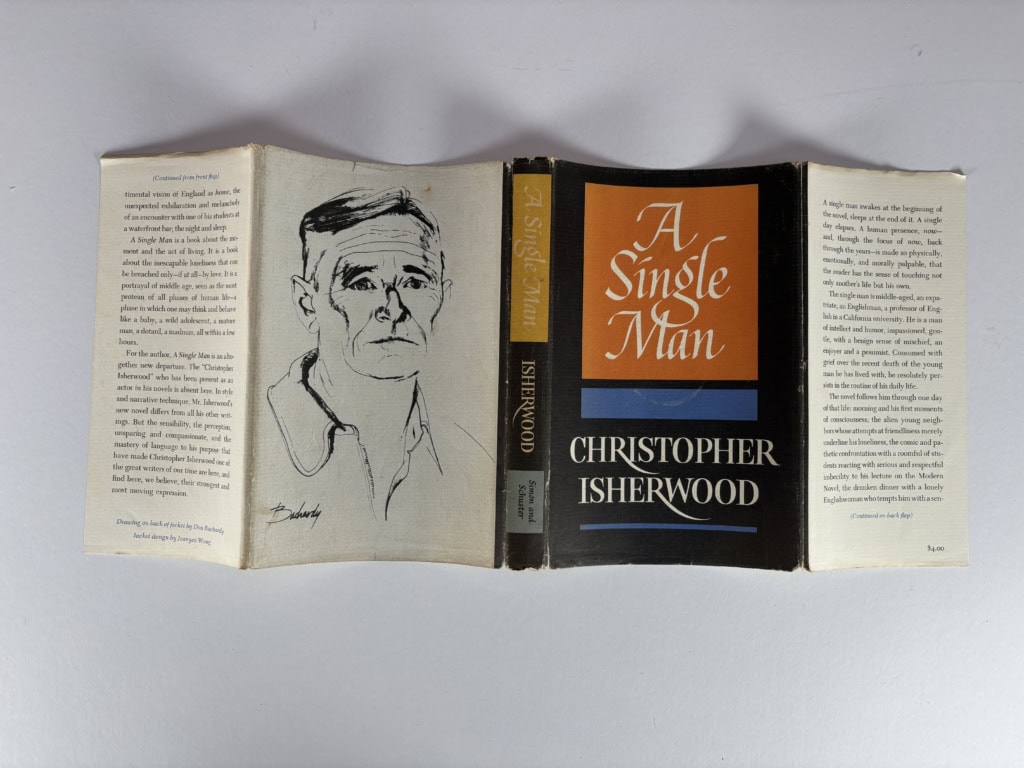 (Continued from front flap)
timental vision of England as home, the
unexpected exhilaration and melancholy
of an encounter with one of his students at
a waterfront bar, the night and sleep.
A Single Man is a book about the mo-
ment and the act of living. It is a book
about the inescapable loneliness that can
be breached only—if at all—by love. It is a
portrayal of middle age, seen as the most
protean of all phases of human life—a
phase in which one may think and behave
like a baby, a wild adolescent, a mature
man, a dotard, a madman, all within a few
hours.
For the author, A Single Man is an alto-
gether new departure. The "Christopher
Isherwood" who has been present as an
actor in his novels is absent here. In style
and narrative technique, Mr. Isherwood's
new novel differs from all his other writ-
ings. But the sensibility, the perception,
unsparing and compassionate, and the
mastery of language to his purpose that
have made Christopher Isherwood one of
the great writers of our time are here, and
find here, we believe, their strongest and
most moving expression.
Drawing on back of jacket by Don Bachardy
Jacket design by Jeanyee Wong
Bachardy
A Single Man
ISHERWOOD
Simon and
Schuster
A
Single
Man
CHRISTOPHER
ISHERWOOD
A single man awakes at the beginning of
the novel, sleeps at the end of it. A single
day elapses. A human presence, now—
and, through the focus of now, back
through the years—is made so physically,
emotionally, and morally palpable, that
the reader has the sense of touching not
only another's life but his own.
The single man is middle-aged, an expa-
triate, an Englishman, a professor of Eng-
lish in a California university. He is a man
of intellect and humor, impassioned, gen-
tle, with a benign sense of mischief, an
enjoyer and a pessimist. Consumed with
grief over the recent death of the young
man he has lived with, he resolutely per-
sists in the routine of his daily life.
The novel follows him through one day
of that life: morning and his first moments
of consciousness, the alien young neigh-
bors whose attempts at friendliness merely
underline his loneliness, the comic and pa-
thetic confrontation with a roomful of stu-
dents reacting with serious and respectful
imbecility to his lecture on the Modern
Novel, the drunken dinner with a lonely
Englishwoman who tempts him with a sen-
(Continued on back flap)
$4.00